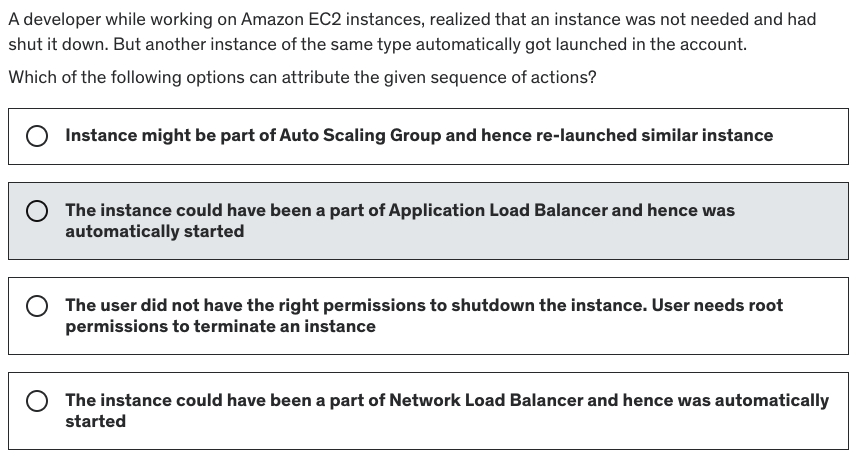 A developer while working on Amazon EC2 instances, realized that an instance was not needed and had
shut it down. But another instance of the same type automatically got launched in the account.
Which of the following options can attribute the given sequence of actions?
Instance might be part of Auto Scaling Group and hence re-launched similar instance
The instance could have been a part of Application Load Balancer and hence was
automatically started
The user did not have the right permissions to shutdown the instance. User needs root
permissions to terminate an instance
The instance could have been a part of Network Load Balancer and hence was automatically
started